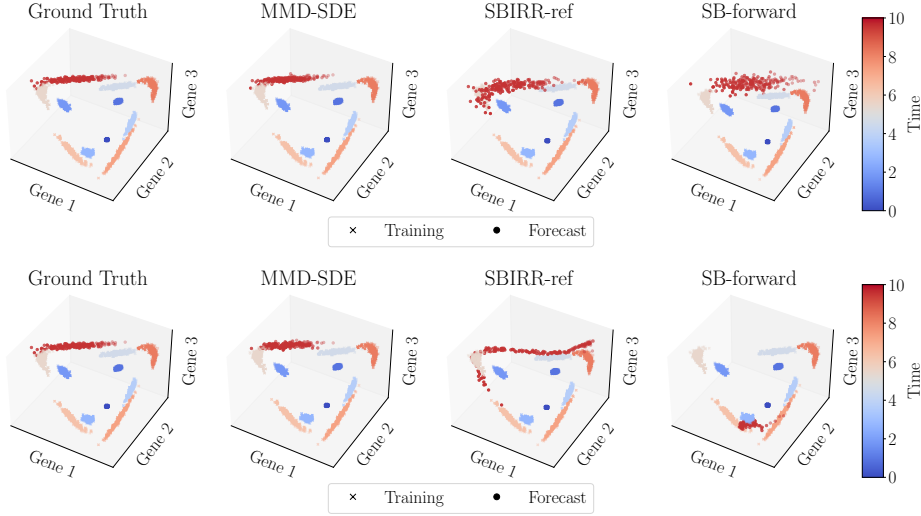 Ground Truth MMD-SDE SBIRR-ref SB-forward
10
8
6
4
2
0
Time
Gene 3 Gene 3 Gene 3 Gene 3
Gene 2 Gene 2 Gene 2 Gene 2
Gene 1 Gene 1 Gene 1 Gene 1
× Training ● Forecast
Ground Truth MMD-SDE SBIRR-ref SB-forward
10
8
6
4
2
0
Time
Gene 3 Gene 3 Gene 3 Gene 3
Gene 2 Gene 2 Gene 2 Gene 2
Gene 1 Gene 1 Gene 1 Gene 1
× Training ● Forecast